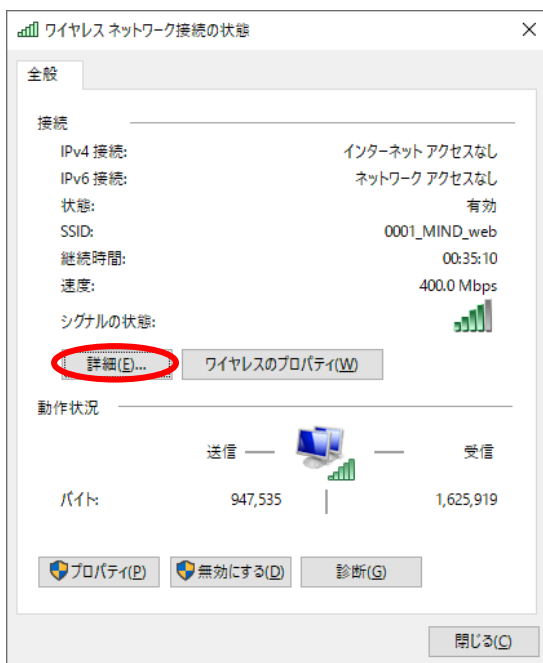 ワイヤレス ネットワーク接続の状態
全般
接続
IPv4 接続: インターネット アクセスなし
IPv6 接続: ネットワーク アクセスなし
状態: 有効
SSID: 0001_MIND_web
継続時間: 00:35:10
速度: 400.0 Mbps
シグナルの状態:
詳細(E)... ワイヤレスのプロパティ(W)
動作状況
送信 受信
バイト: 947,535 1,625,919
プロパティ(P) 無効にする(D) 診断(G)
閉じる(C)